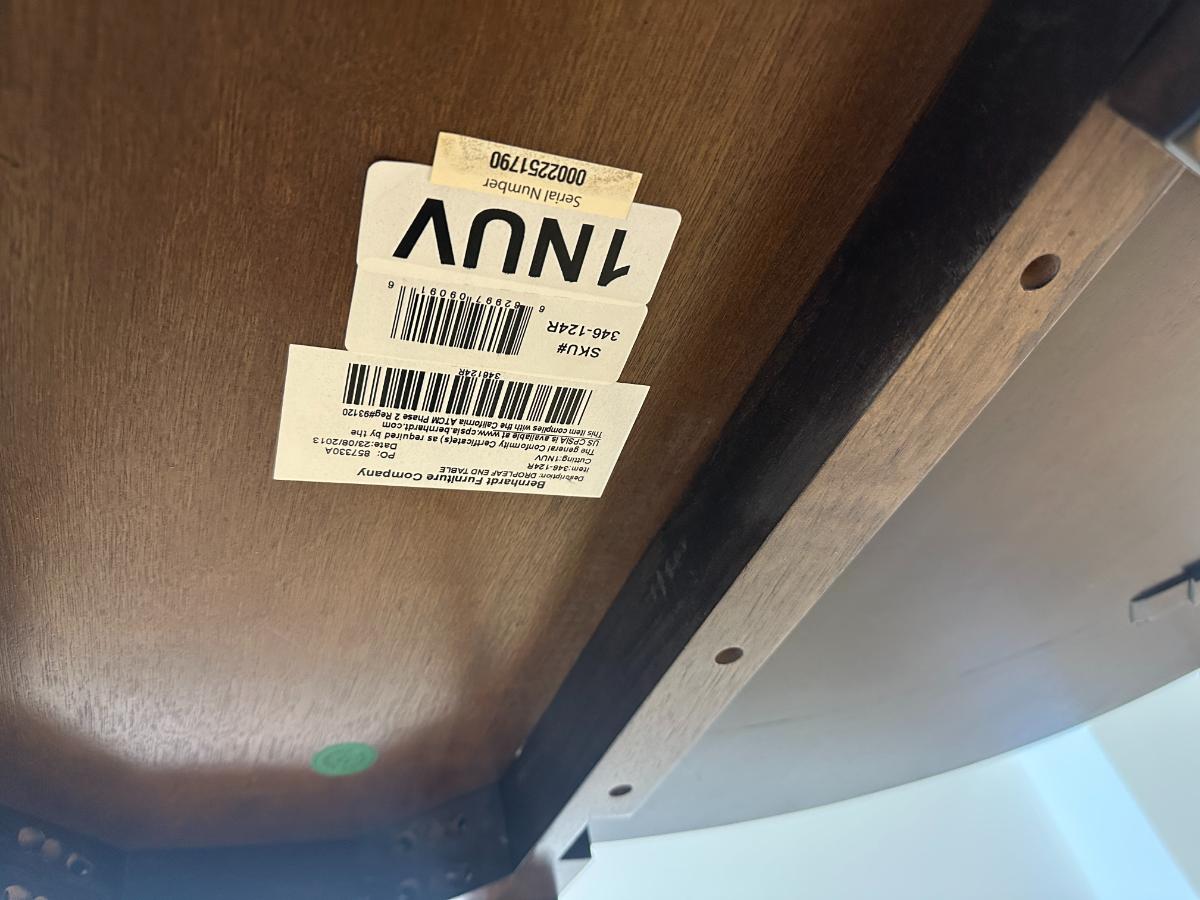 Bernhardt Furniture Company
Desbription: DROPLEAF END TABLE
Item:346-124R
PO: 857330A
Cutting:1NUV
Date:23/08/2013
The general Conformity Certificate(s) as required by the
US CPSIA is available at www.cpsia.bernhardt.com
This item complies with the California ATCM Phase 2 Reg#93120
346124R
SKU#
346-124R
6 62997 09091 6
1NUV
Serial Number
0002251790